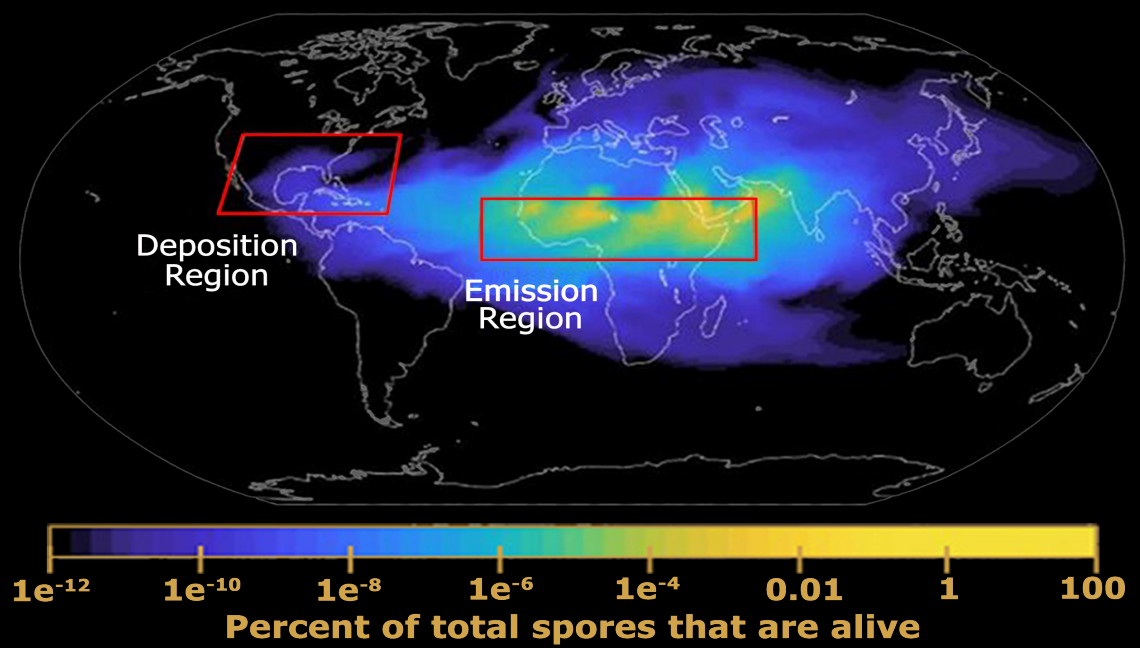 Deposition
Region
Emission
Region
1e-12 1e-10 1e-8 1e-6 1e-4 0.01 1 100
Percent of total spores that are alive